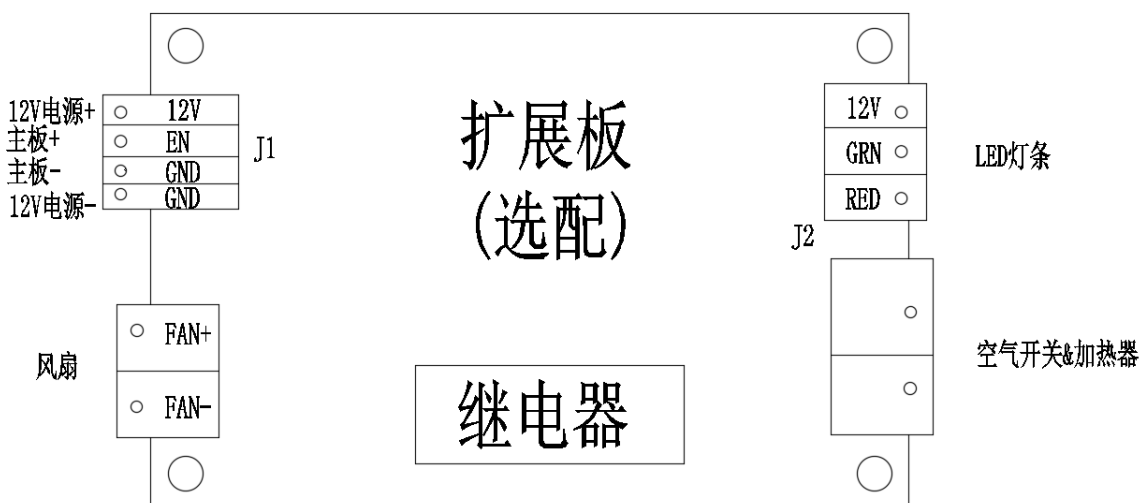 12V电源+
主板+
主板-
12V电源-
12V
EN
GND
GND
J1
扩展板
(选配)
12V
GRN
RED
LED灯条
J2
风扇
FAN+
FAN-
继电器
空气开关&加热器